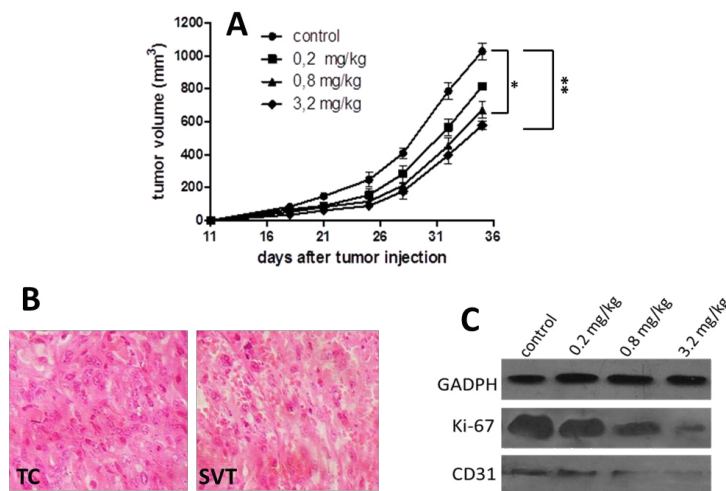 A
1200
1000
800
600
400
200
0
tumor volume (mm³)
control
0,2 mg/kg
0,8 mg/kg
3,2 mg/kg
*
**
11 16 21 26 31 36
days after tumor injection
B
TC
SVT
C
control
0.2 mg/kg
0.8 mg/kg
3.2 mg/kg
GADPH
Ki-67
CD31